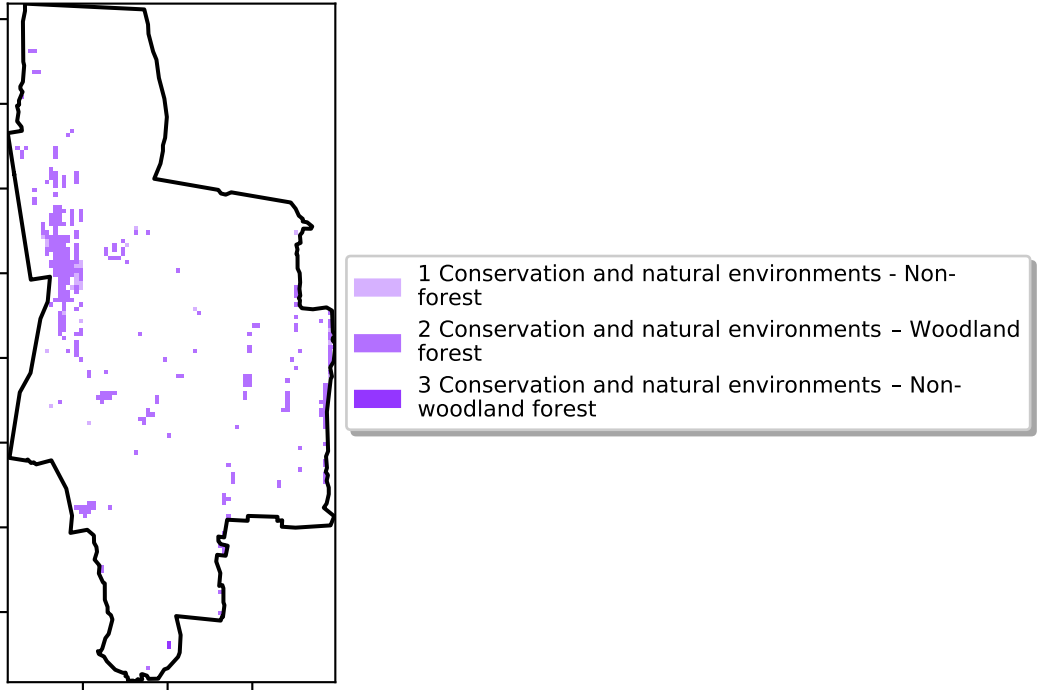 1 Conservation and natural environments - Non-
forest
2 Conservation and natural environments – Woodland
forest
3 Conservation and natural environments – Non-
woodland forest